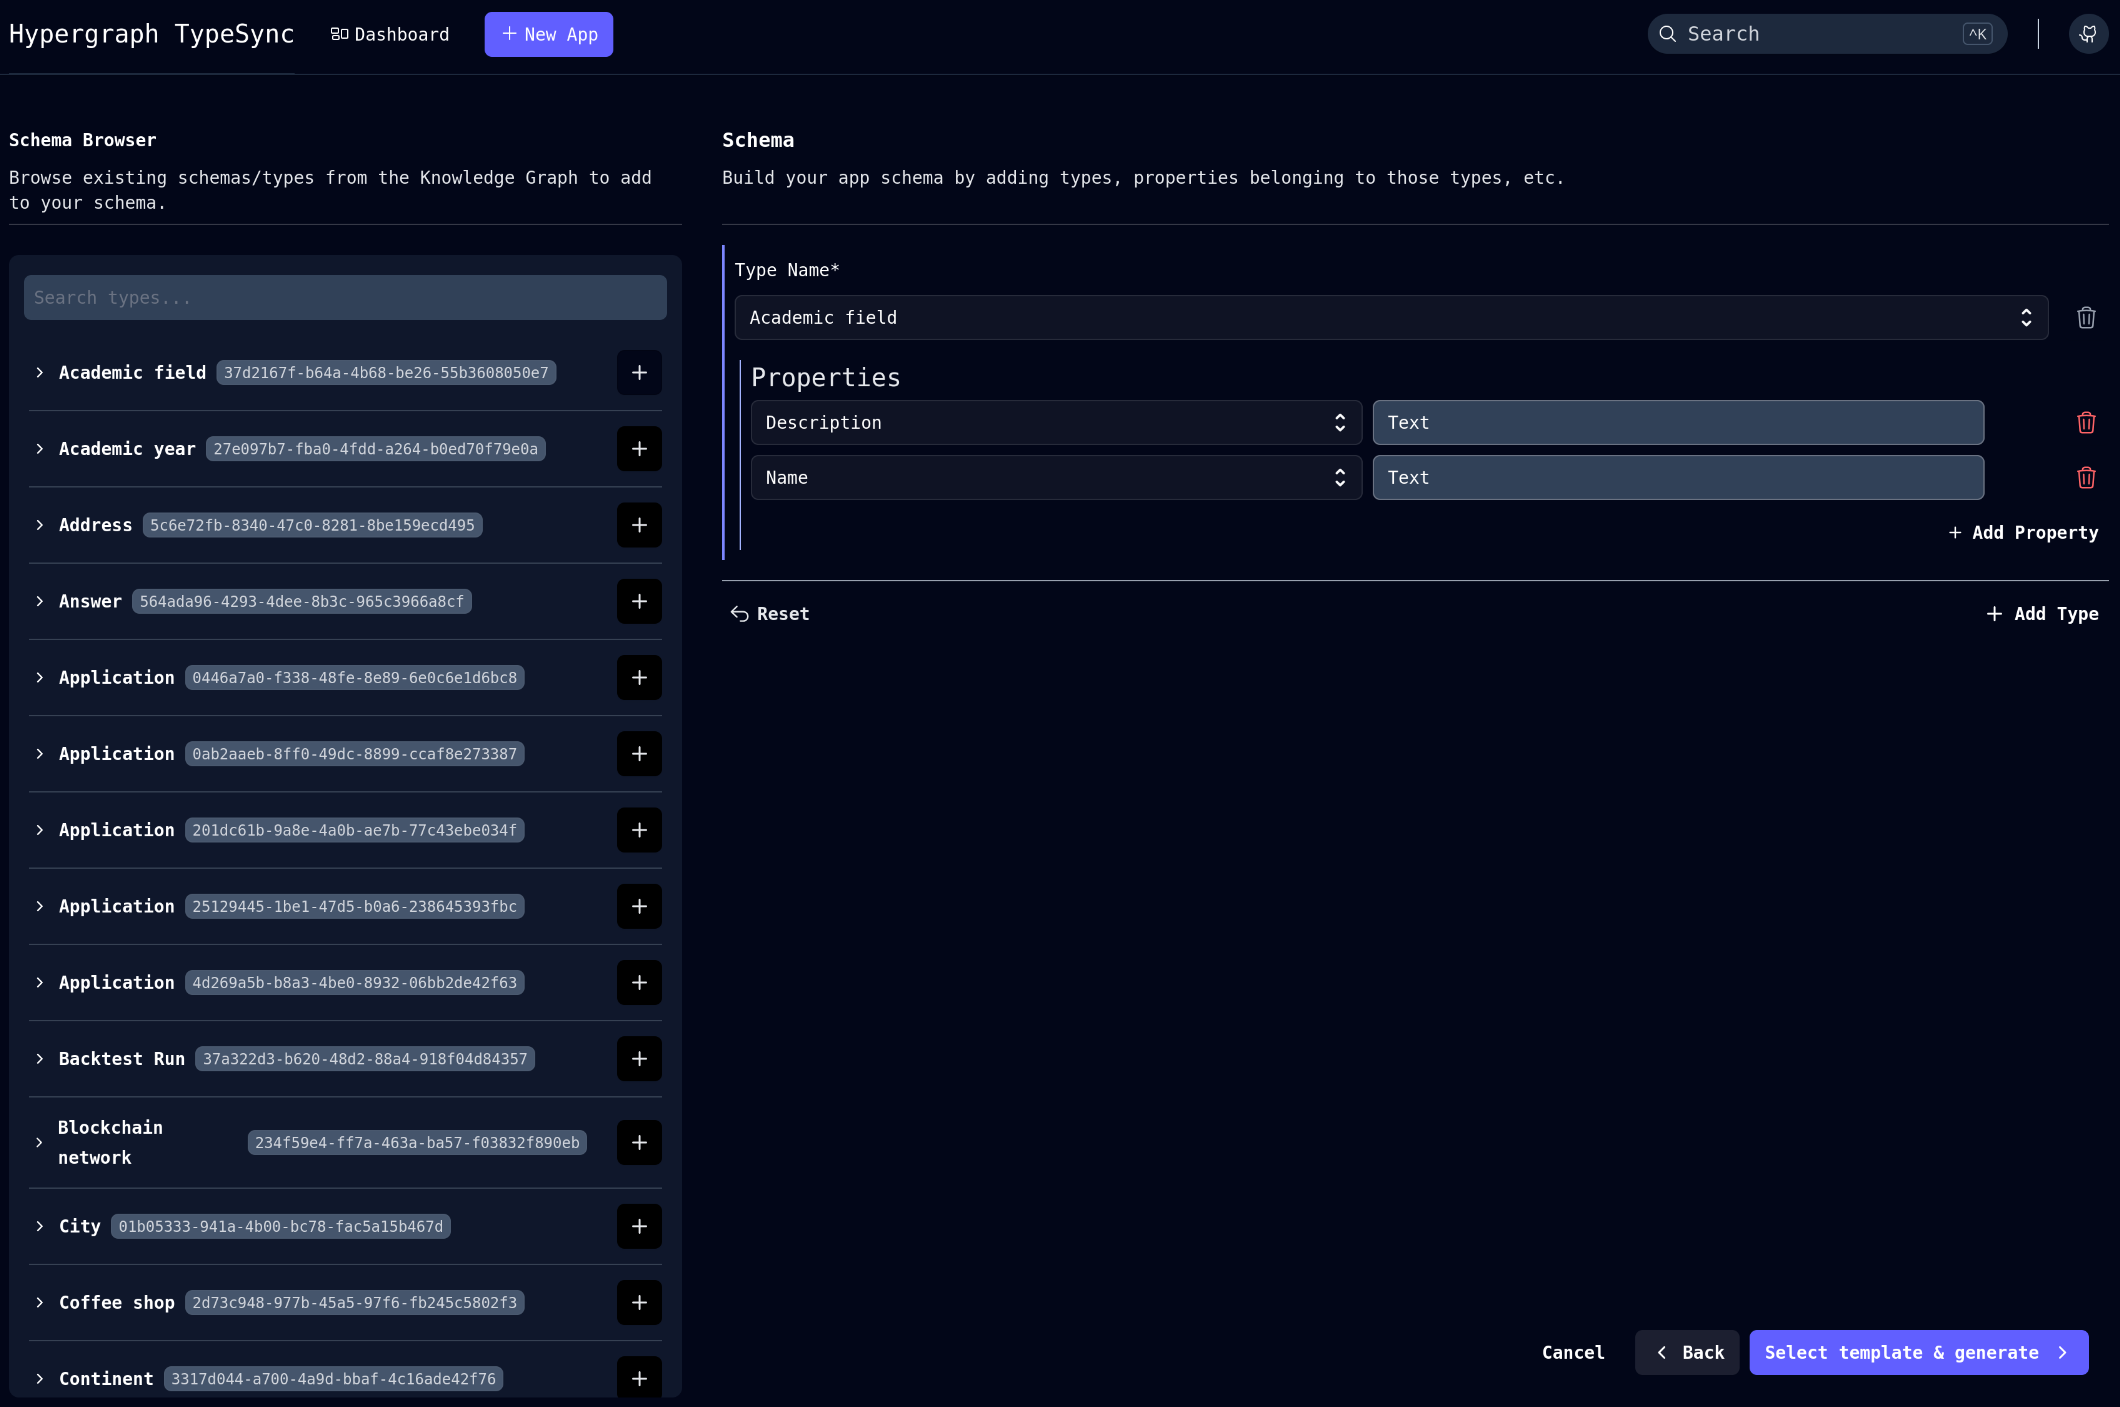 Hypergraph TypeSync
Dashboard
New App
Search
^K
Schema Browser
Browse existing schemas/types from the Knowledge Graph to add
to your schema.
Search types...
Academic field 37d2167f-b64a-4b68-be26-55b3608050e7
Academic year 27e097b7-fba0-4fdd-a264-b0ed70f79e0a
Address 5c6e72fb-8340-47c0-8281-8be159ecd495
Answer 564ada96-4293-4dee-8b3c-965c3966a8cf
Application 0446a7a0-f338-48fe-8e89-6e0c6e1d6bc8
Application 0ab2aaeb-8ff0-49dc-8899-ccaf8e273387
Application 201dc61b-9a8e-4a0b-ae7b-77c43ebe034f
Application 25129445-1be1-47d5-b0a6-238645393fbc
Application 4d269a5b-b8a3-4be0-8932-06bb2de42f63
Backtest Run 37a322d3-b620-48d2-88a4-918f04d84357
Blockchain
network
234f59e4-ff7a-463a-ba57-f03832f890eb
City 01b05333-941a-4b00-bc78-fac5a15b467d
Coffee shop 2d73c948-977b-45a5-97f6-fb245c5802f3
Continent 3317d044-a700-4a9d-bbaf-4c16ade42f76
Schema
Build your app schema by adding types, properties belonging to those types, etc.
Type Name*
Academic field
Properties
Description
Text
Name
Text
Add Property
Reset
Add Type
Cancel
Back
Select template & generate